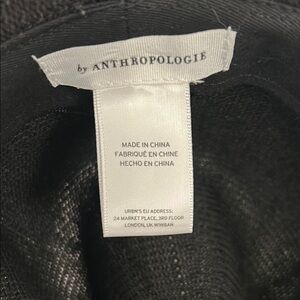 by ANTHROPOLOGIE
MADE IN CHINA
FABRIQUÉ EN CHINE
HECHO EN CHINA
URBN'S EU ADDRESS:
24 MARKET PLACE, 3RD FLOOR
LONDON, UK W1W8AN